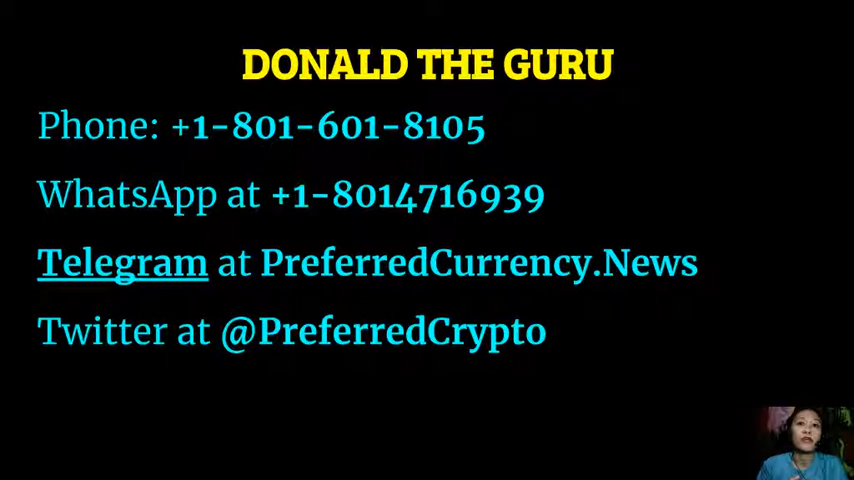 DONALD THE GURU
Phone: +1-801-601-8105
WhatsApp at +1-8014716939
Telegram at PreferredCurrency.News
Twitter at @PreferredCrypto